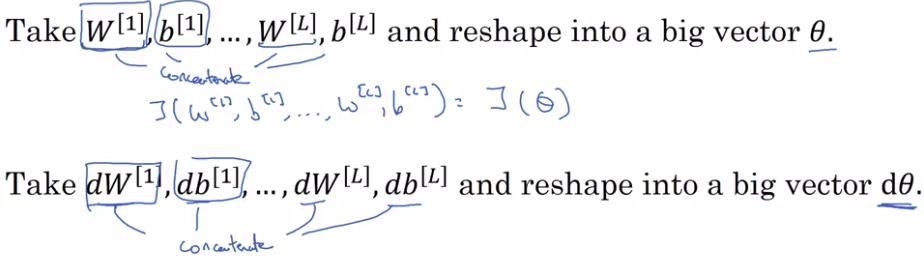 Take W^[1], b^[1], ..., W^[L], b^[L] and reshape into a big vector θ.
concatenate
J(w^[1], b^[1], ..., w^[L], b^[L]) = J(θ)
Take dW^[1], db^[1], ..., dW^[L], db^[L] and reshape into a big vector dθ.
concatenate